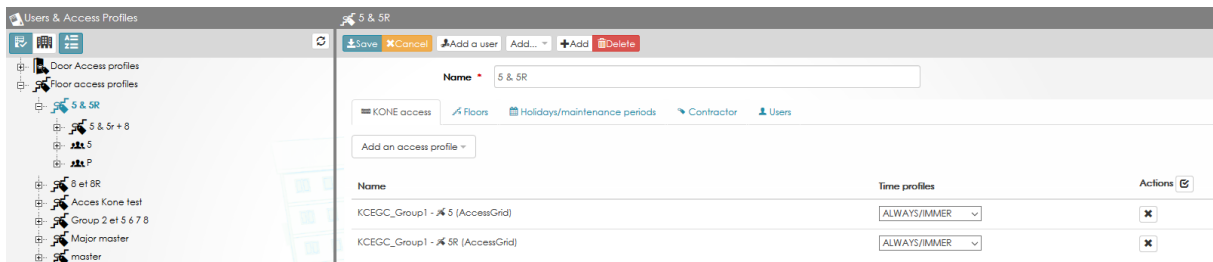 Users & Access Profiles
Door Access profiles
Floor access profiles
5 & 5R
5 & 5r + 8
5
P
8 et 8R
Acces Kone test
Group 2 et 5 6 7 8
Major master
master
5 & 5R
Save Cancel Add a user Add... Add Delete
Name * 5 & 5R
KONE access Floors Holidays/maintenance periods Contractor Users
Add an access profile
Name Time profiles Actions
KCEGC_Group1 - 5 (AccessGrid) ALWAYS/IMMER
KCEGC_Group1 - 5R (AccessGrid) ALWAYS/IMMER